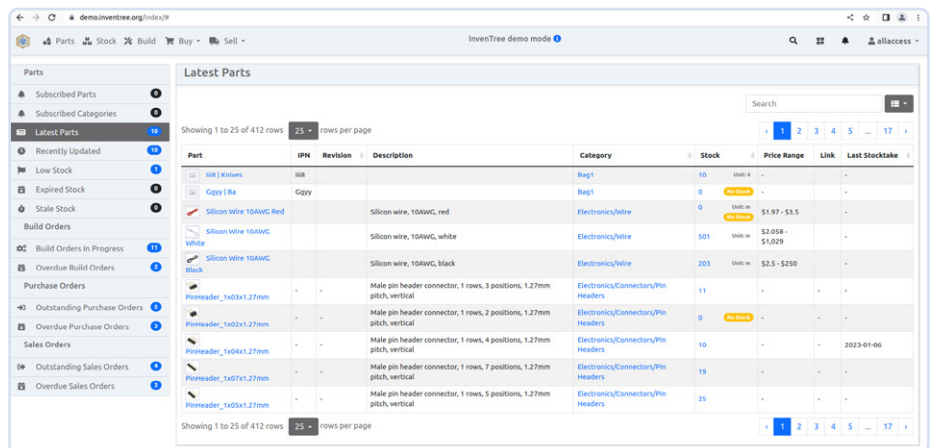 demo.inventree.org/index/#
Parts Stock Build Buy Sell InvenTree demo mode allaccess
Parts
Subscribed Parts 0
Subscribed Categories 0
Latest Parts 10
Recently Updated 10
Low Stock 1
Expired Stock 0
Stale Stock 0
Build Orders
Build Orders In Progress 11
Overdue Build Orders 2
Purchase Orders
Outstanding Purchase Orders 5
Overdue Purchase Orders 3
Sales Orders
Outstanding Sales Orders 4
Overdue Sales Orders 3
Latest Parts
Search
Showing 1 to 25 of 412 rows 25 rows per page ‹ 1 2 3 4 5 ... 17 ›
Part IPN Revision Description Category Stock Price Range Link Last Stocktake
| Knives Bag1 10 Unit: 4 - -
Ggyy | Ba Ggyy Bag1 0 No Stock - -
Silicon Wire 10AWG Red Silicon wire, 10AWG, red Electronics/Wire 0 Unit: m $1.97 - $3.5 -
No Stock
Silicon Wire 10AWG Silicon wire, 10AWG, white Electronics/Wire 501 Unit: m $2.058 -
White $1,029 -
Silicon Wire 10AWG Silicon wire, 10AWG, black Electronics/Wire 203 Unit: m $2.5 - $250 -
Black
PinHeader_1x03x1.27mm - - Male pin header connector, 1 rows, 3 positions, 1.27mm Electronics/Connectors/Pin 11 - -
pitch, vertical Headers
PinHeader_1x02x1.27mm - - Male pin header connector, 1 rows, 2 positions, 1.27mm Electronics/Connectors/Pin 0 No Stock - -
pitch, vertical Headers
PinHeader_1x04x1.27mm - - Male pin header connector, 1 rows, 4 positions, 1.27mm Electronics/Connectors/Pin 10 - 2023-01-06
pitch, vertical Headers
PinHeader_1x07x1.27mm - - Male pin header connector, 1 rows, 7 positions, 1.27mm Electronics/Connectors/Pin 19 - -
pitch, vertical Headers
PinHeader_1x05x1.27mm - - Male pin header connector, 1 rows, 5 positions, 1.27mm Electronics/Connectors/Pin 25 - -
pitch, vertical Headers
Showing 1 to 25 of 412 rows 25 rows per page ‹ 1 2 3 4 5 ... 17 ›